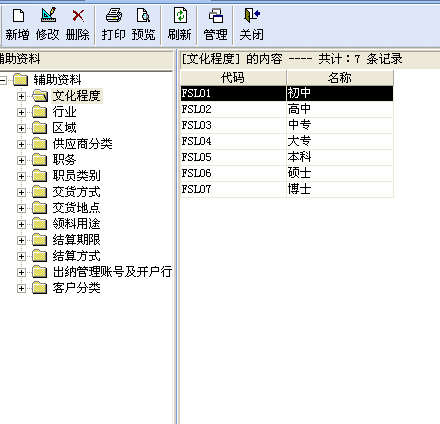 新增 修改 删除 打印 预览 刷新 管理 关闭
辅助资料
辅助资料
文化程度
行业
区域
供应商分类
职务
职员类别
交货方式
交货地点
领料用途
结算期限
结算方式
出纳管理账号及开户行
客户分类
[文化程度] 的内容 ---- 共计：7 条记录
代码 名称
FSL01 初中
FSL02 高中
FSL03 中专
FSL04 大专
FSL05 本科
FSL06 硕士
FSL07 博士